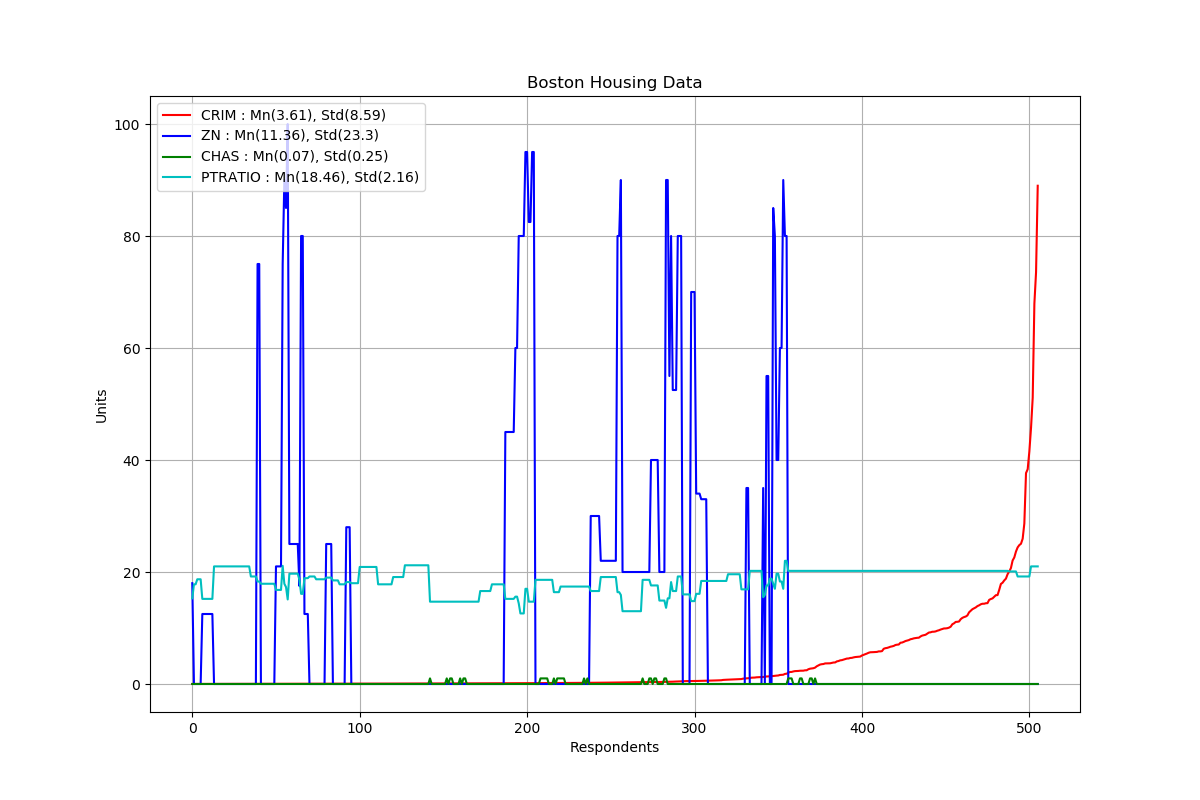 Boston Housing Data
CRIM : Mn(3.61), Std(8.59)
ZN : Mn(11.36), Std(23.3)
CHAS : Mn(0.07), Std(0.25)
PTRATIO : Mn(18.46), Std(2.16)
100
80
60
40
20
0
Units
0 100 200 300 400 500
Respondents